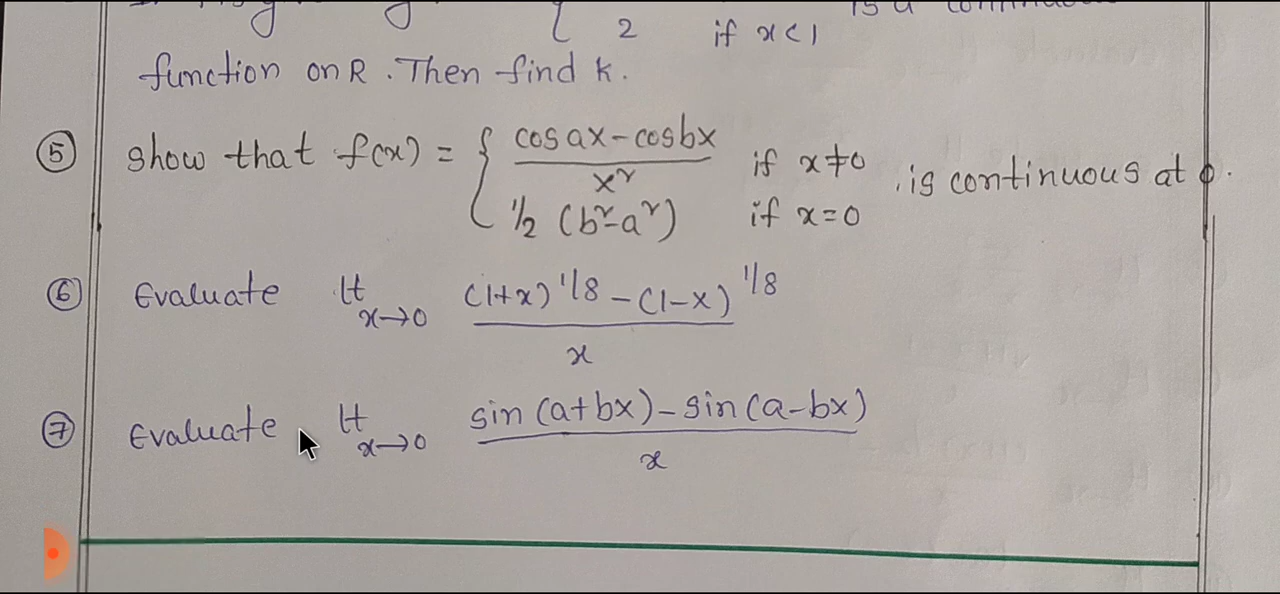 2 if x<1
function on R. Then find k.
⑤ show that f(x) = { cos ax - cos bx / x² if x≠0 . is continuous at 0.
1/2 (b²-a²) if x=0
⑥ Evaluate lt x→0 (1+x)^1/8 - (1-x)^1/8 / x
⑦ Evaluate lt x→0 sin (a+bx) - sin (a-bx) / x